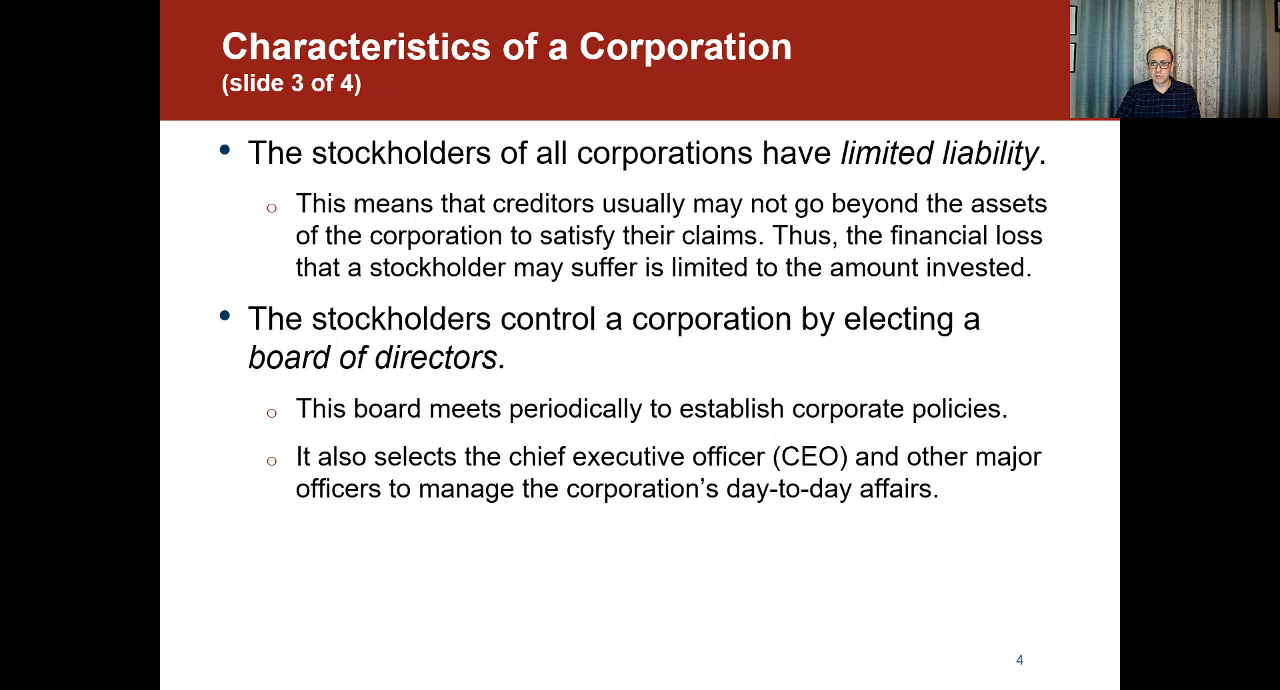 Characteristics of a Corporation
(slide 3 of 4)
• The stockholders of all corporations have limited liability.
o This means that creditors usually may not go beyond the assets
of the corporation to satisfy their claims. Thus, the financial loss
that a stockholder may suffer is limited to the amount invested.
• The stockholders control a corporation by electing a
board of directors.
o This board meets periodically to establish corporate policies.
o It also selects the chief executive officer (CEO) and other major
officers to manage the corporation’s day-to-day affairs.
4